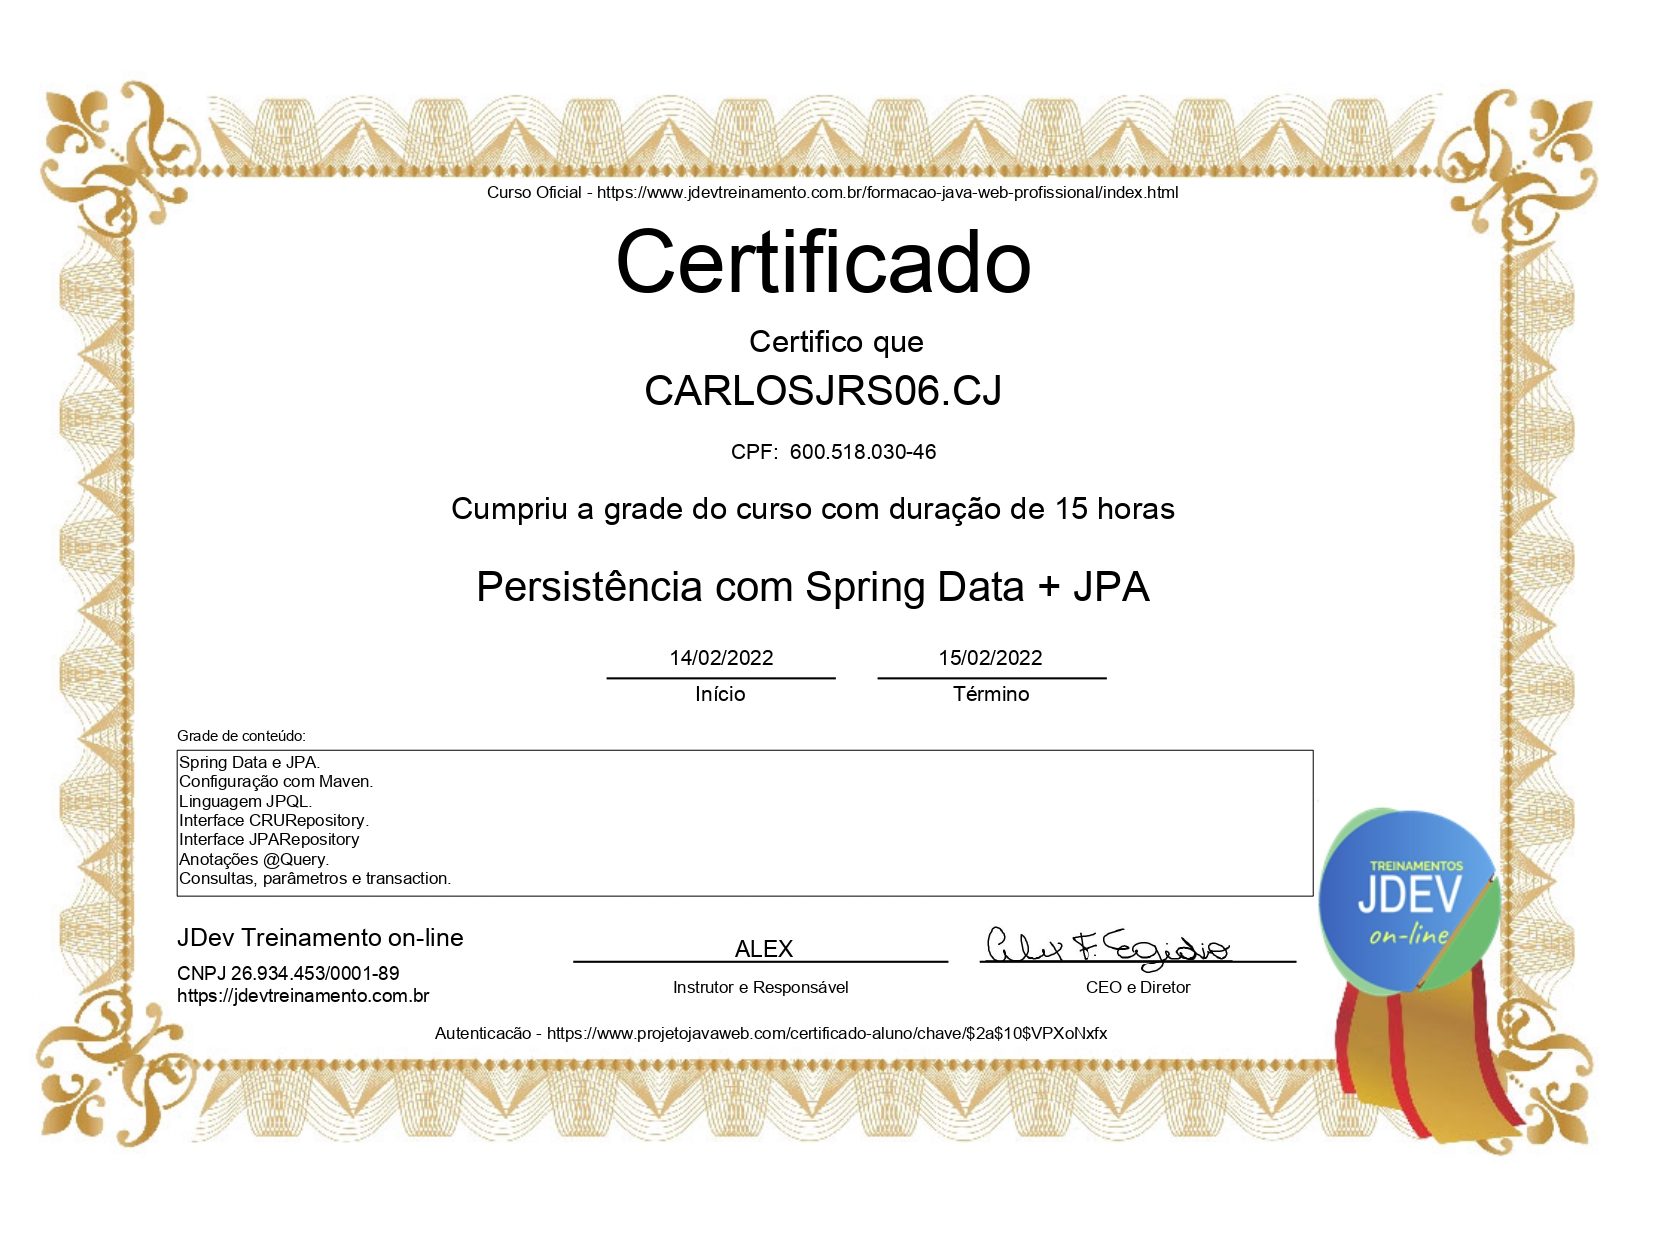 Curso Oficial - https://www.jdevtreinamento.com.br/formacao-java-web-profissional/index.html
Certificado
Certifico que
CARLOSJRS06.CJ
CPF: 600.518.030-46
Cumpriu a grade do curso com duração de 15 horas
Persistência com Spring Data + JPA
14/02/2022 15/02/2022
Início Término
Grade de conteúdo:
Spring Data e JPA.
Configuração com Maven.
Linguagem JPQL.
Interface CRURepository.
Interface JPARepository
Anotações @Query.
Consultas, parâmetros e transaction.
TREINAMENTOS
JDEV
on-line
JDev Treinamento on-line
ALEX Alex F. Egidio
CNPJ 26.934.453/0001-89
Instrutor e Responsável CEO e Diretor
https://jdevtreinamento.com.br
Autenticacão - https://www.projetojavaweb.com/certificado-aluno/chave/$2a$10$VPXoNxfx